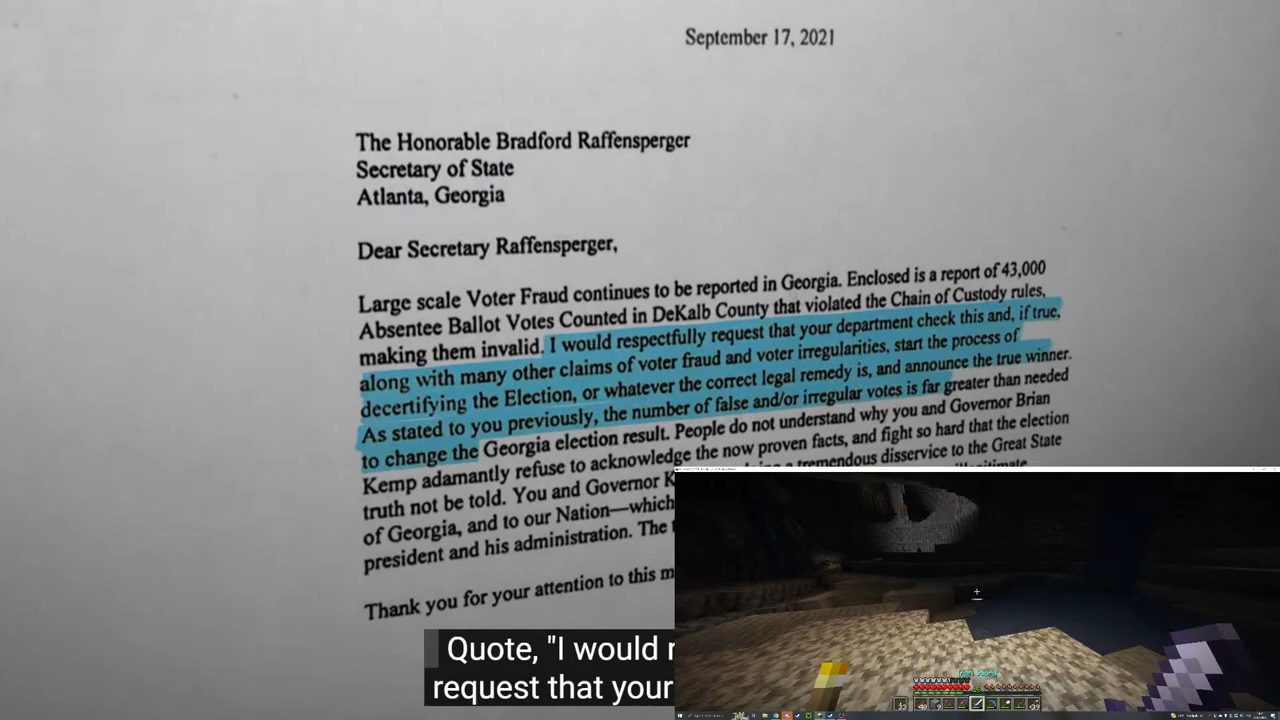 September 17, 2021
The Honorable Bradford Raffensperger
Secretary of State
Atlanta, Georgia
Dear Secretary Raffensperger,
Large scale Voter Fraud continues to be reported in Georgia. Enclosed is a report of 43,000
Absentee Ballot Votes Counted in DeKalb County that violated the Chain of Custody rules,
making them invalid. I would respectfully request that your department check this and, if true,
along with many other claims of voter fraud and voter irregularities, start the process of
decertifying the Election, or whatever the correct legal remedy is, and announce the true winner.
As stated to you previously, the number of false and/or irregular votes is far greater than needed
to change the Georgia election result. People do not understand why you and Governor Brian
Kemp adamantly refuse to acknowledge the now proven facts, and fight so hard that the election
truth not be told. You and Governor K
a tremendous disservice to the Great State
of Georgia, and to our Nation—which
president and his administration. The
Thank you for your attention to this m
Quote, "I would r
request that your